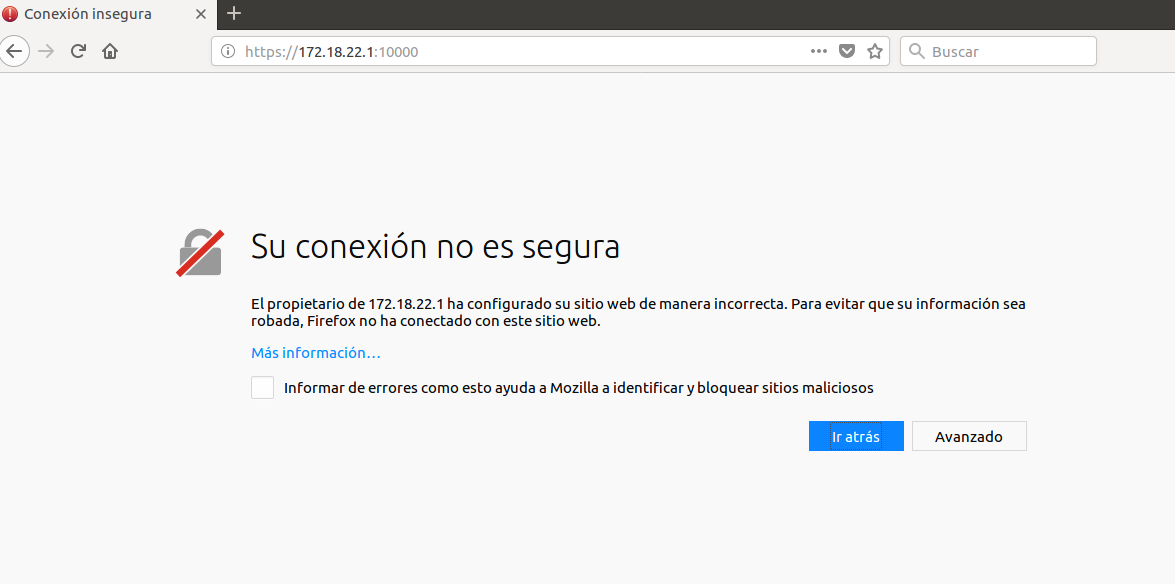 Conexión insegura
https://172.18.22.1:10000
Buscar
Su conexión no es segura
El propietario de 172.18.22.1 ha configurado su sitio web de manera incorrecta. Para evitar que su información sea
robada, Firefox no ha conectado con este sitio web.
Más información…
Informar de errores como esto ayuda a Mozilla a identificar y bloquear sitios maliciosos
Ir atrás
Avanzado